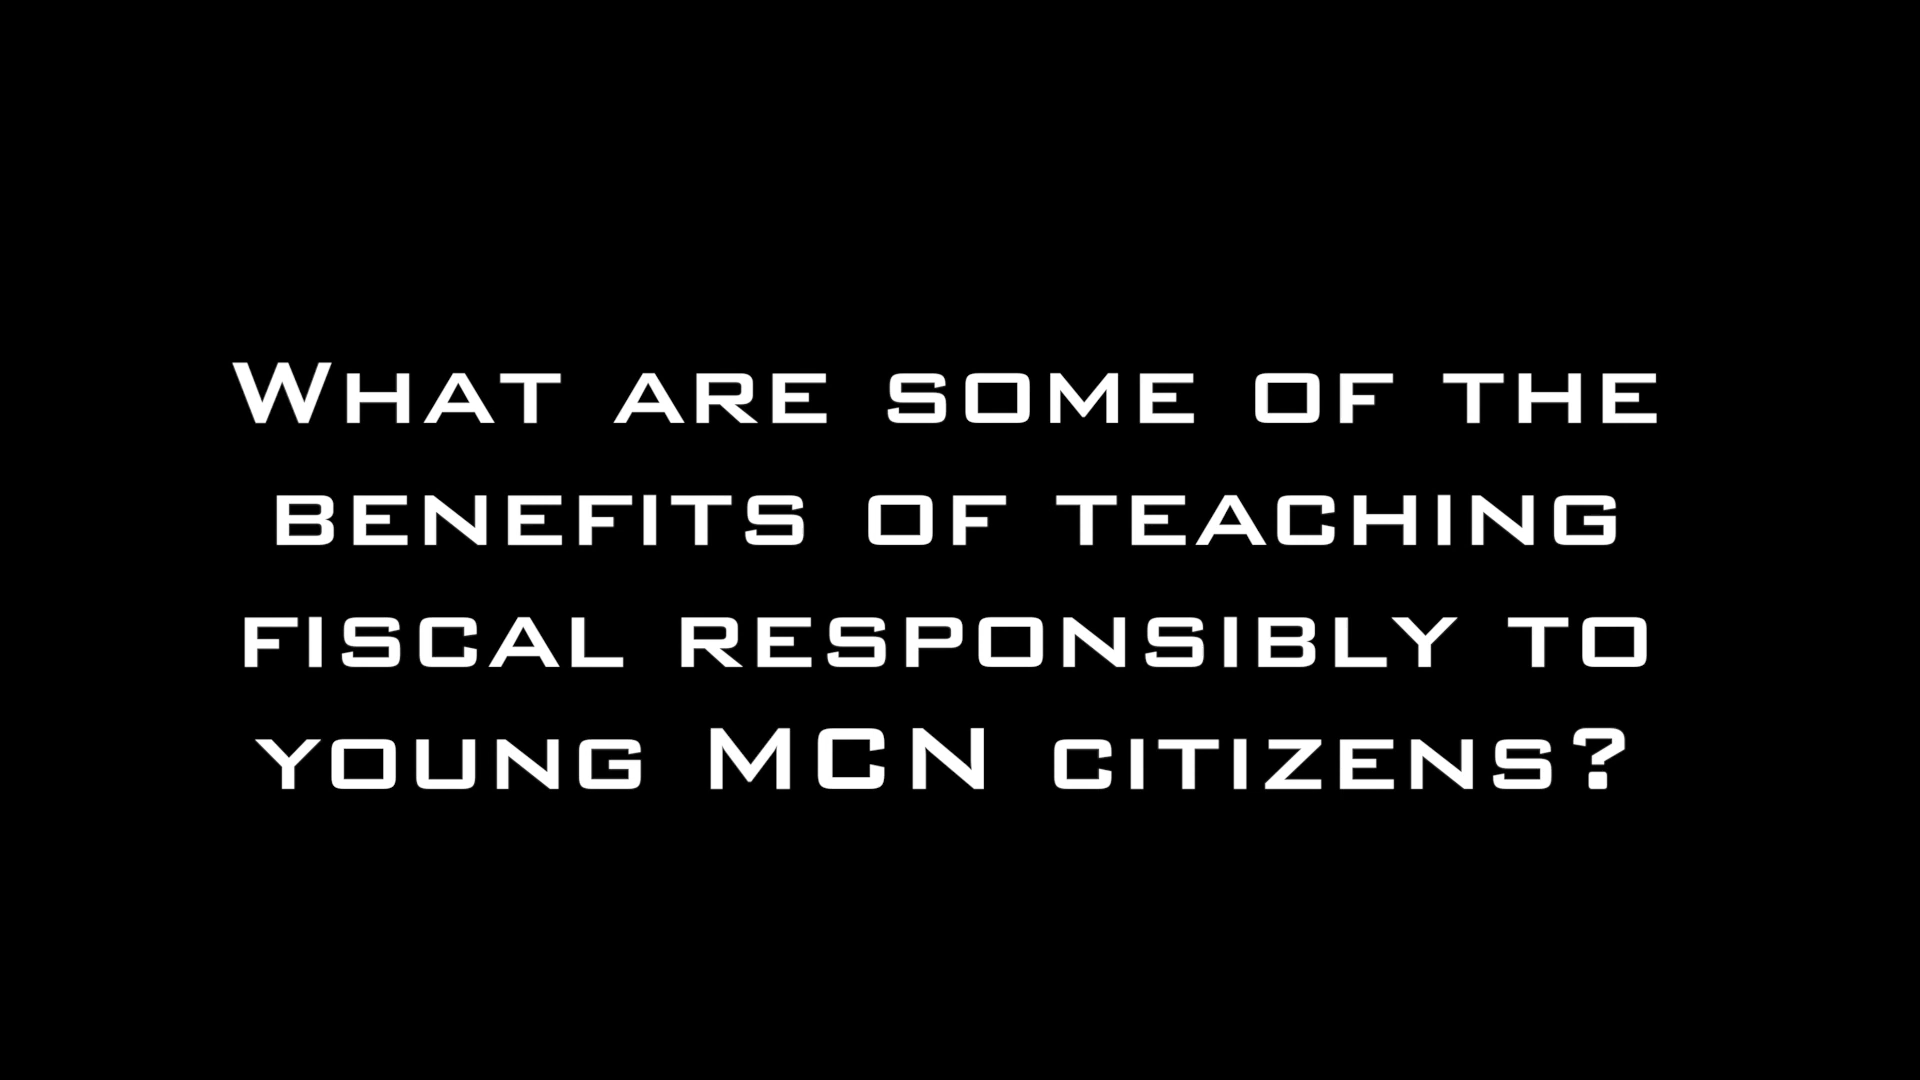 What are some of the
benefits of teaching
fiscal responsibly to
young MCN citizens?